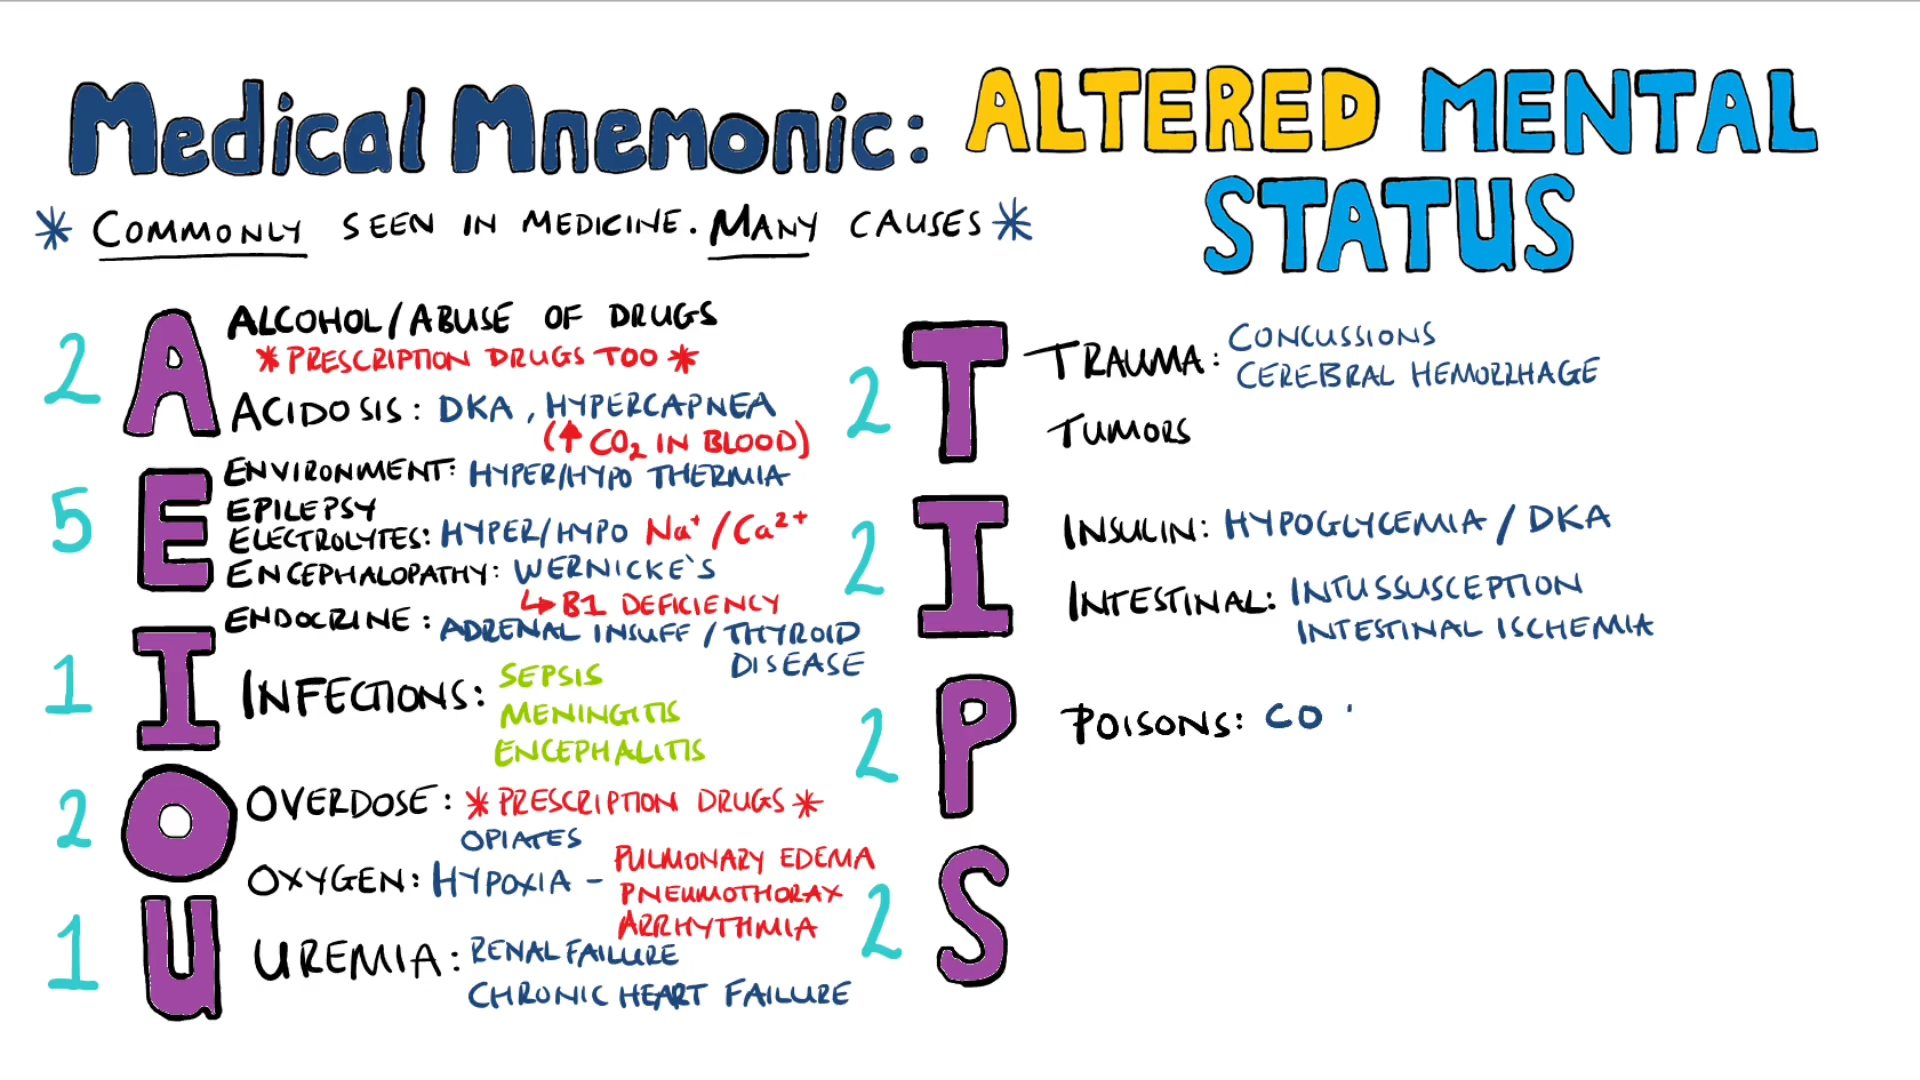 Medical Mnemonic: ALTERED MENTAL
STATUS
* COMMONLY SEEN IN MEDICINE. MANY CAUSES *
2 A ALCOHOL/ABUSE OF DRUGS
* PRESCRIPTION DRUGS TOO *
ACIDOSIS: DKA, HYPERCAPNEA
(↑ CO2 IN BLOOD)
5 E ENVIRONMENT: HYPER/HYPO THERMIA
EPILEPSY
ELECTROLYTES: HYPER/HYPO Na⁺/Ca²⁺
ENCEPHALOPATHY: WERNICKE'S
↳ B1 DEFICIENCY
ENDOCRINE: ADRENAL INSUFF / THYROID
DISEASE
1 I INFECTIONS: SEPSIS
MENINGITIS
ENCEPHALITIS
2 O OVERDOSE: * PRESCRIPTION DRUGS *
OPIATES
OXYGEN: HYPOXIA - PULMONARY EDEMA
PNEUMOTHORAX
ARRHYTHMIA
1 U UREMIA: RENAL FAILURE
CHRONIC HEART FAILURE
2 T TRAUMA: CONCUSSIONS
CEREBRAL HEMORRHAGE
TUMORS
2 I INSULIN: HYPOGLYCEMIA / DKA
INTESTINAL: INTUSSUSCEPTION
INTESTINAL ISCHEMIA
2 P POISONS: CO
2 S